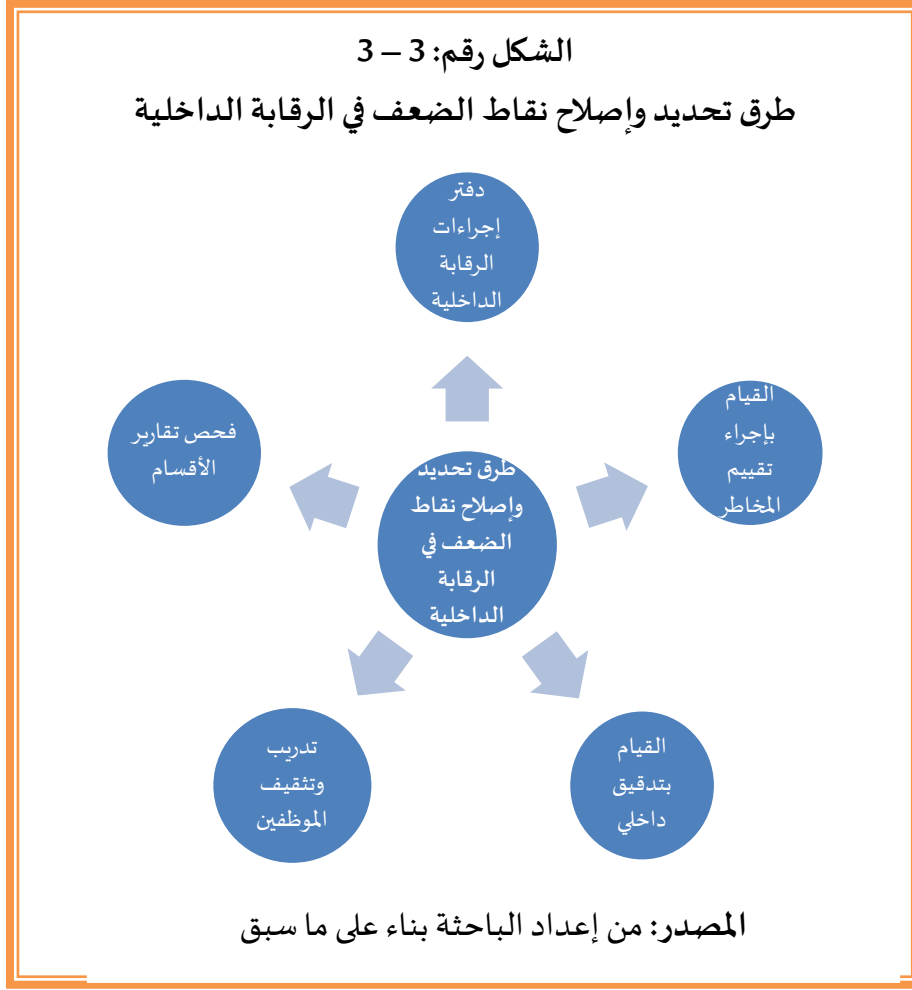 الشكل رقم: 3 – 3
طرق تحديد وإصلاح نقاط الضعف في الرقابة الداخلية
دفتر
إجراءات
الرقابة
الداخلية
القيام
بإجراء
تقييم
المخاطر
القيام
بتدقيق
داخلي
تدريب
وتثقيف
الموظفين
فحص تقارير
الأقسام
طرق تحديد
وإصلاح نقاط
الضعف في
الرقابة
الداخلية
المصدر: من إعداد الباحثة بناء على ما سبق